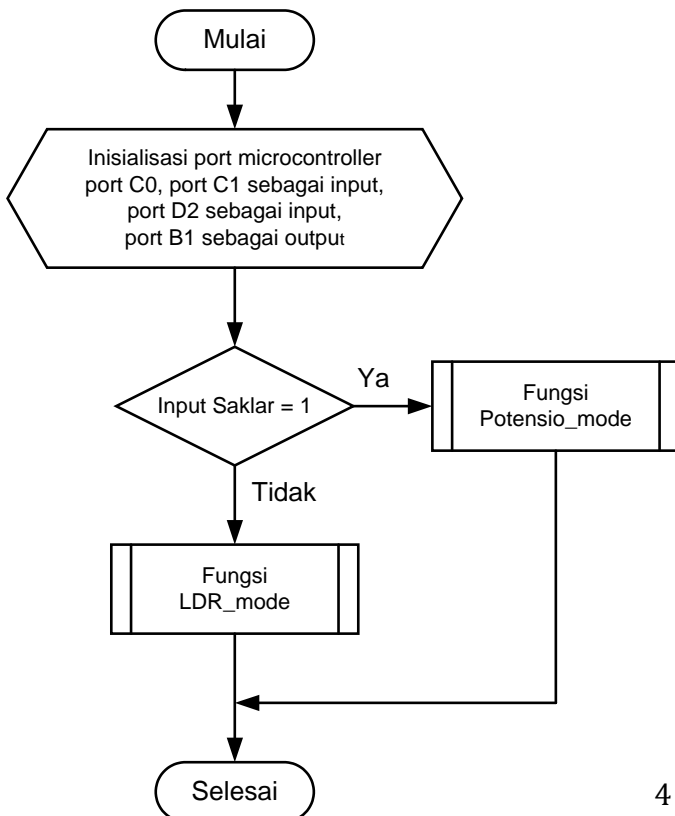 Mulai
Inisialisasi port microcontroller
port C0, port C1 sebagai input,
port D2 sebagai input,
port B1 sebagai output
Input Saklar = 1
Ya
Fungsi
Potensio_mode
Tidak
Fungsi
LDR_mode
Selesai
4